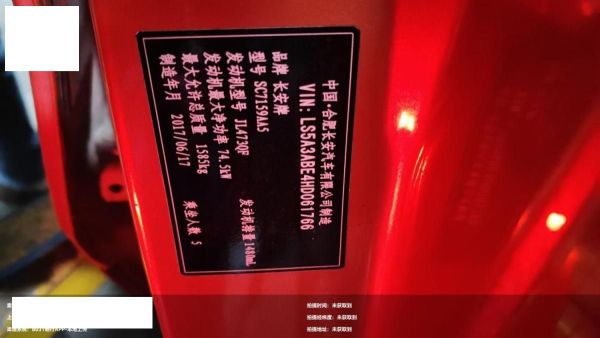 中国·合肥长安汽车有限公司制造
VIN: LS5A3ABE4HD061766
品牌 长安牌
型号 SC7159AA5
发动机型号 JL473QF 发动机排量 1480mL
发动机最大净功率 74.5kW
最大允许总质量 1585kg 乘坐人数 5
制造年月 2017/06/17
拍摄时间：未获取到
拍摄经纬度：未获取到
拍摄地址：未获取到